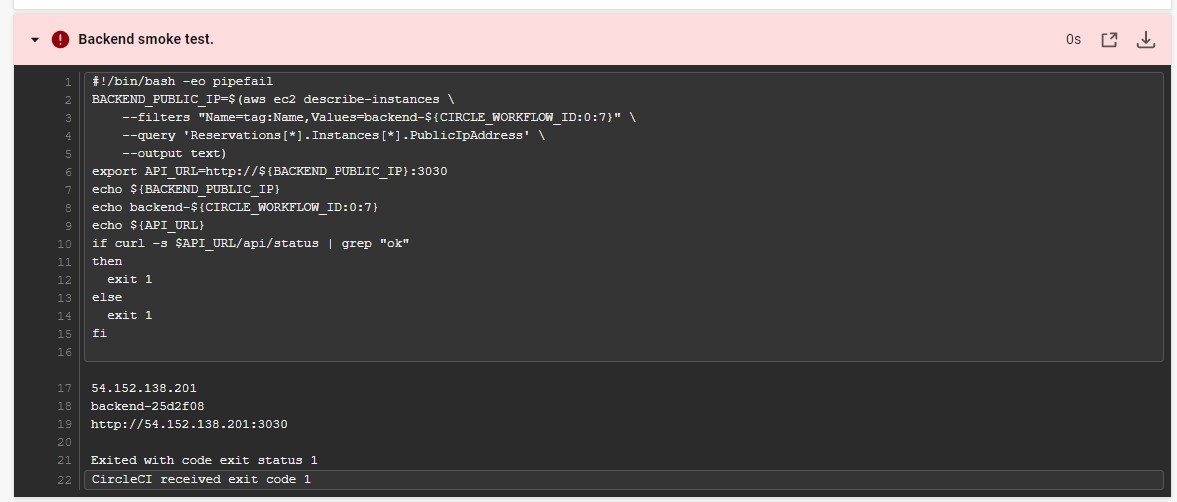 Backend smoke test.
0s
1 #!/bin/bash -eo pipefail
2 BACKEND_PUBLIC_IP=$(aws ec2 describe-instances \
3 --filters "Name=tag:Name,Values=backend-${CIRCLE_WORKFLOW_ID:0:7}" \
4 --query 'Reservations[*].Instances[*].PublicIpAddress' \
5 --output text)
6 export API_URL=http://${BACKEND_PUBLIC_IP}:3030
7 echo ${BACKEND_PUBLIC_IP}
8 echo backend-${CIRCLE_WORKFLOW_ID:0:7}
9 echo ${API_URL}
10 if curl -s $API_URL/api/status | grep "ok"
11 then
12 exit 1
13 else
14 exit 1
15 fi
16
17 54.152.138.201
18 backend-25d2f08
19 http://54.152.138.201:3030
20
21 Exited with code exit status 1
22 CircleCI received exit code 1